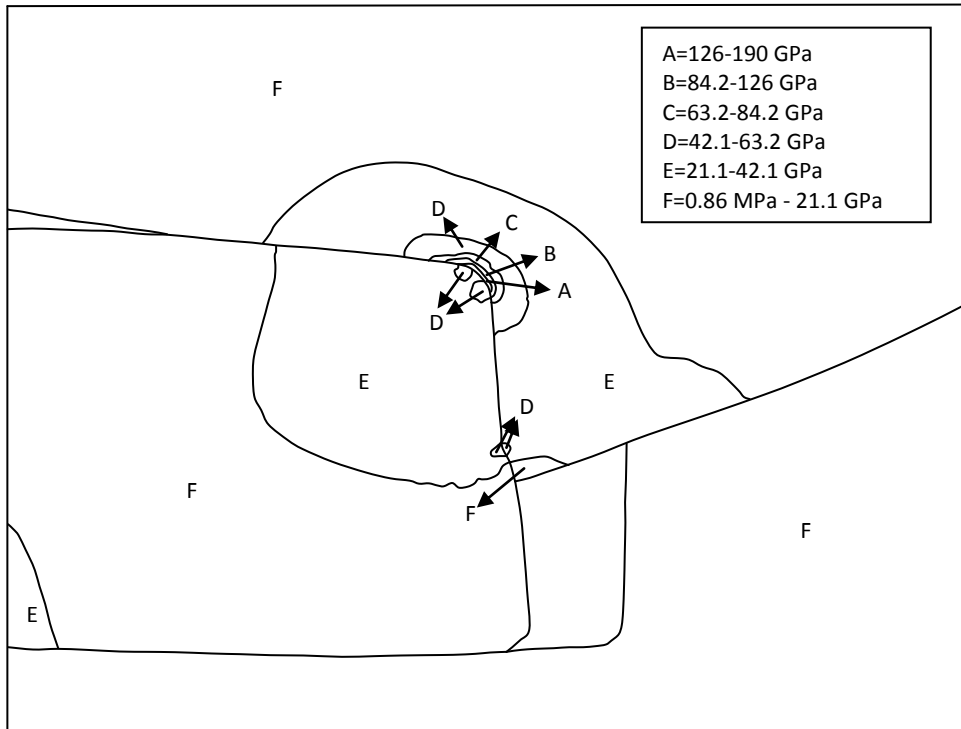 A=126-190 GPa
B=84.2-126 GPa
C=63.2-84.2 GPa
D=42.1-63.2 GPa
E=21.1-42.1 GPa
F=0.86 MPa - 21.1 GPa
F
D
C
B
A
D
E
E
D
F
F
F
E